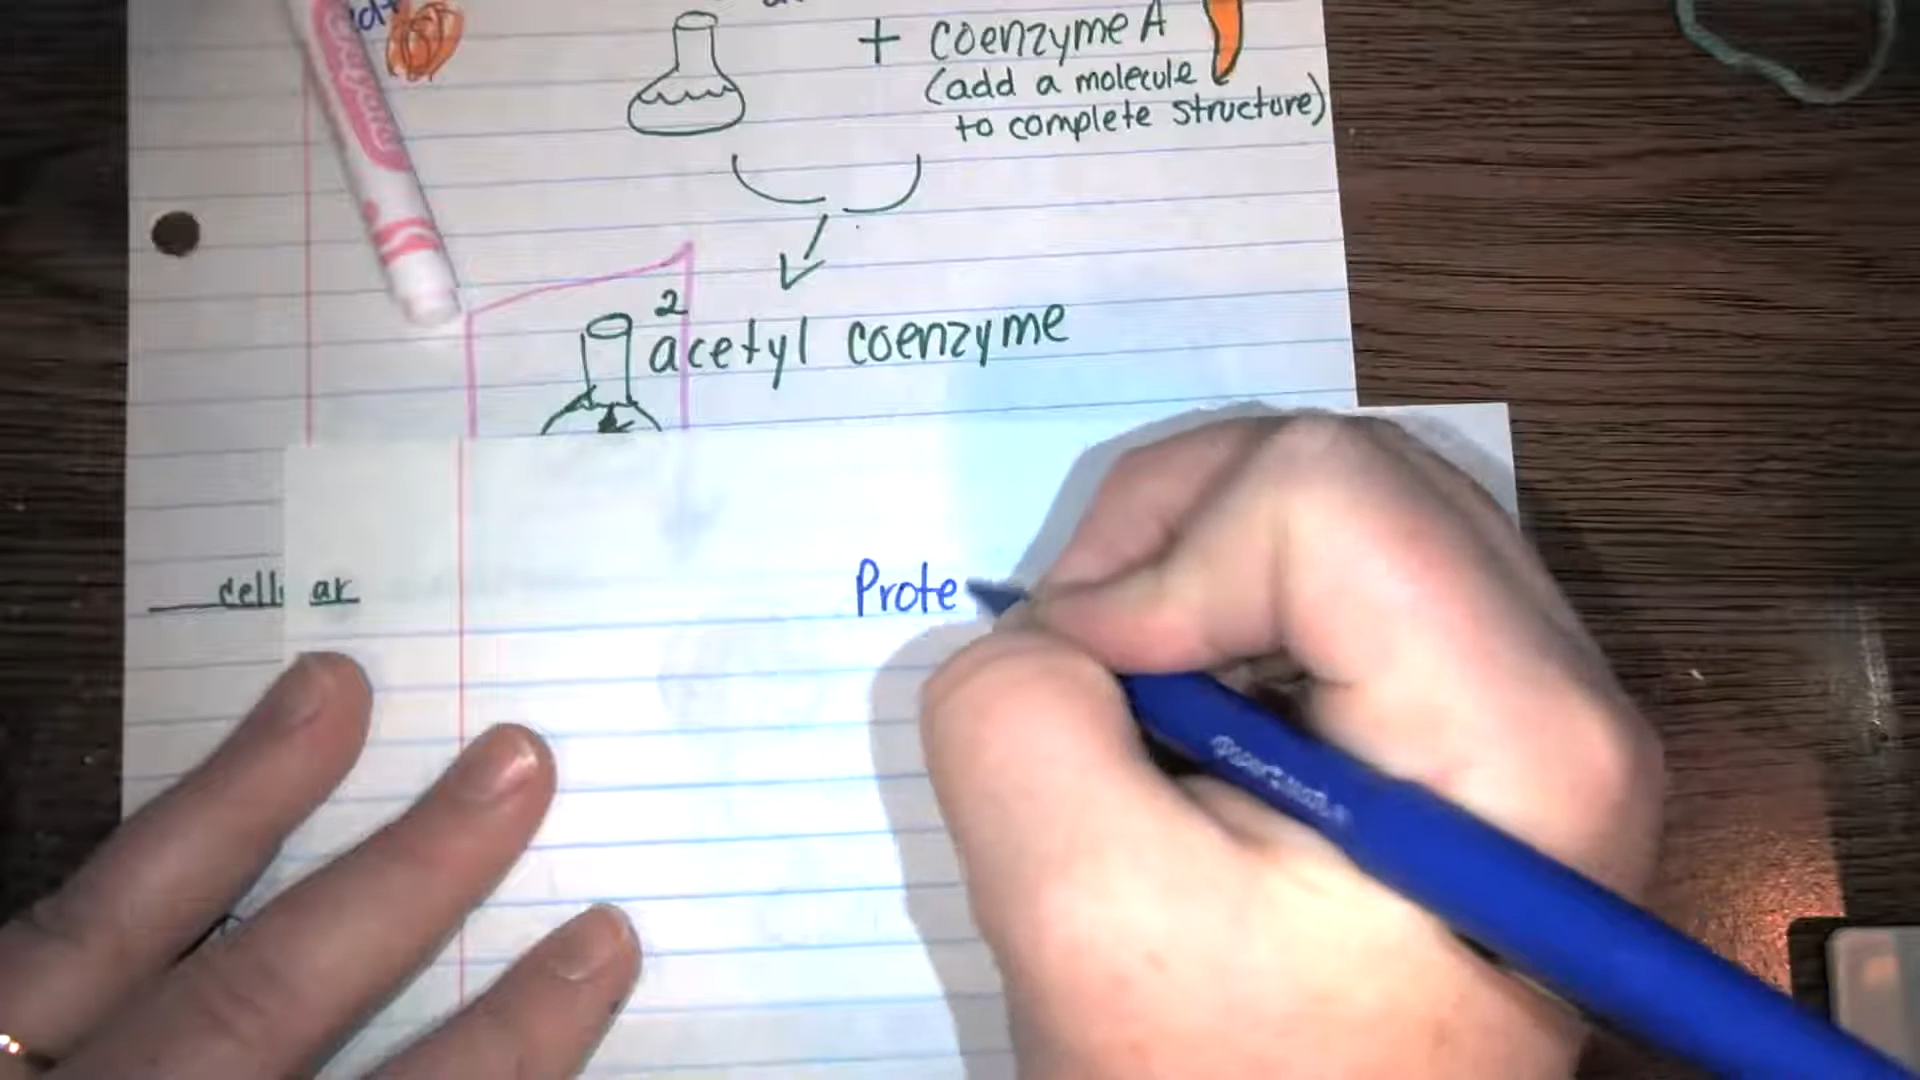 + coenzyme A
(add a molecule
to complete structure)
2
acetyl coenzyme
cell ar
Prote